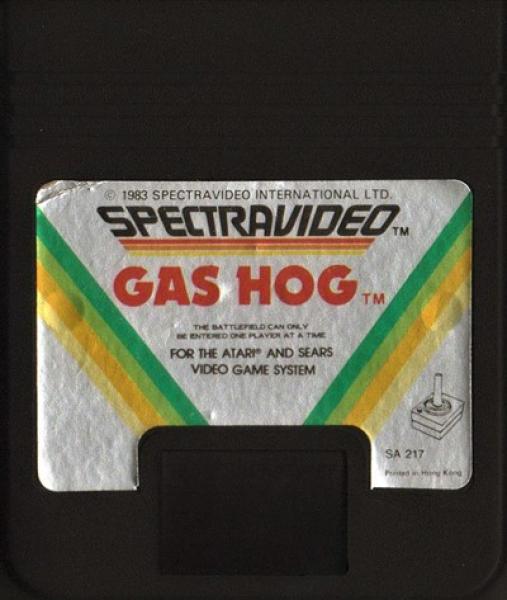 © 1983 SPECTRAVIDEO INTERNATIONAL LTD.
SPECTRAVIDEO™
GAS HOG™
THE BATTLEFIELD CAN ONLY
BE ENTERED ONE PLAYER AT A TIME
FOR THE ATARI® AND SEARS
VIDEO GAME SYSTEM
SA 217
Printed in Hong Kong